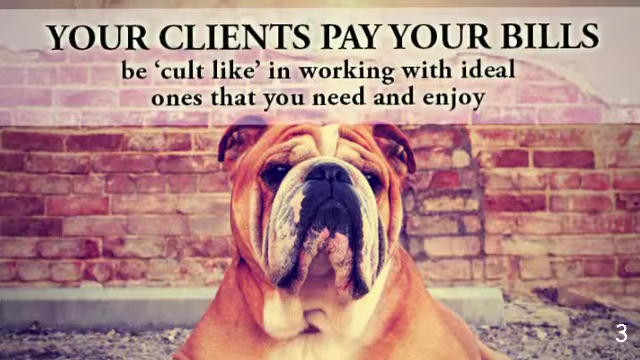 YOUR CLIENTS PAY YOUR BILLS
be ‘cult like’ in working with ideal
ones that you need and enjoy
3